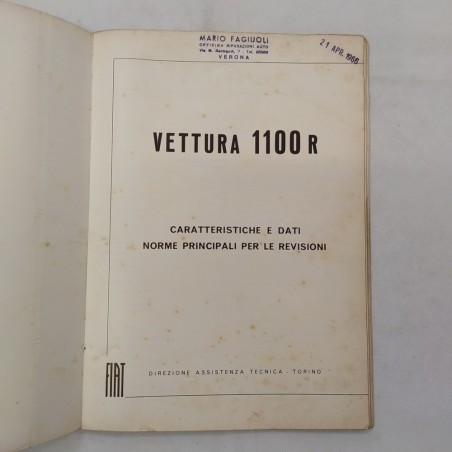 MARIO FAGIUOLI
OFFICINA RIPARAZIONI AUTO
VERONA
21 APR. 1966
VETTURA 1100 R
CARATTERISTICHE E DATI
NORME PRINCIPALI PER LE REVISIONI
FIAT
DIREZIONE ASSISTENZA TECNICA - TORINO